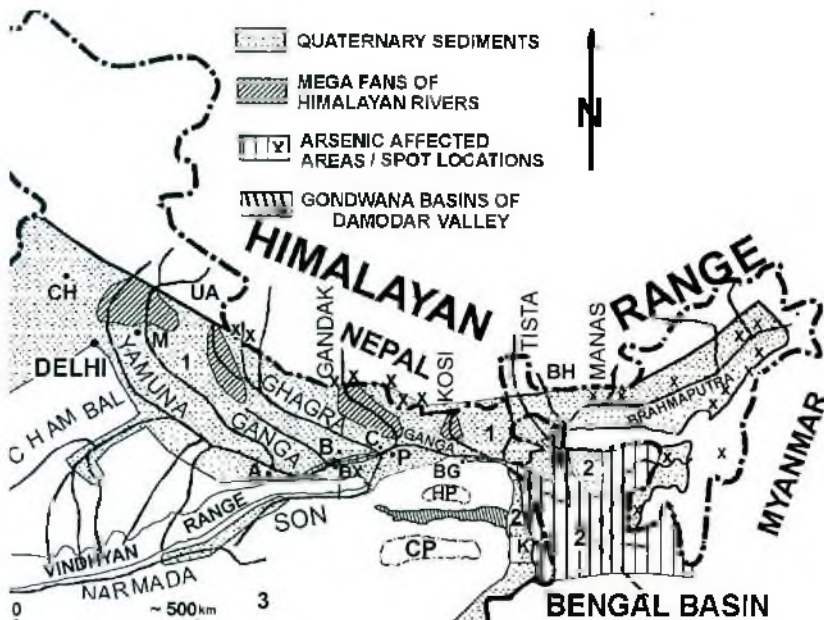 QUATERNARY SEDIMENTS
MEGA FANS OF
HIMALAYAN RIVERS
x ARSENIC AFFECTED
AREAS / SPOT LOCATIONS
GONDWANA BASINS OF
DAMODAR VALLEY
N
HIMALAYAN
RANGE
CH
UA
M
DELHI
1
YAMUNA
GANGA
GHAGRA
GANDAK
NEPAL
KOSI
TISTA
BH
MANAS
BRAHMAPUTRA
MYANMAR
CHAMBAL
A
B
BX
C
P
GANGA
1
BG
HP
2
2
2
K
CP
SON
VINDHYAN
RANGE
NARMADA
0 ~ 500 km
3
BENGAL BASIN
x x
x
x
x
x
x
x
x
x